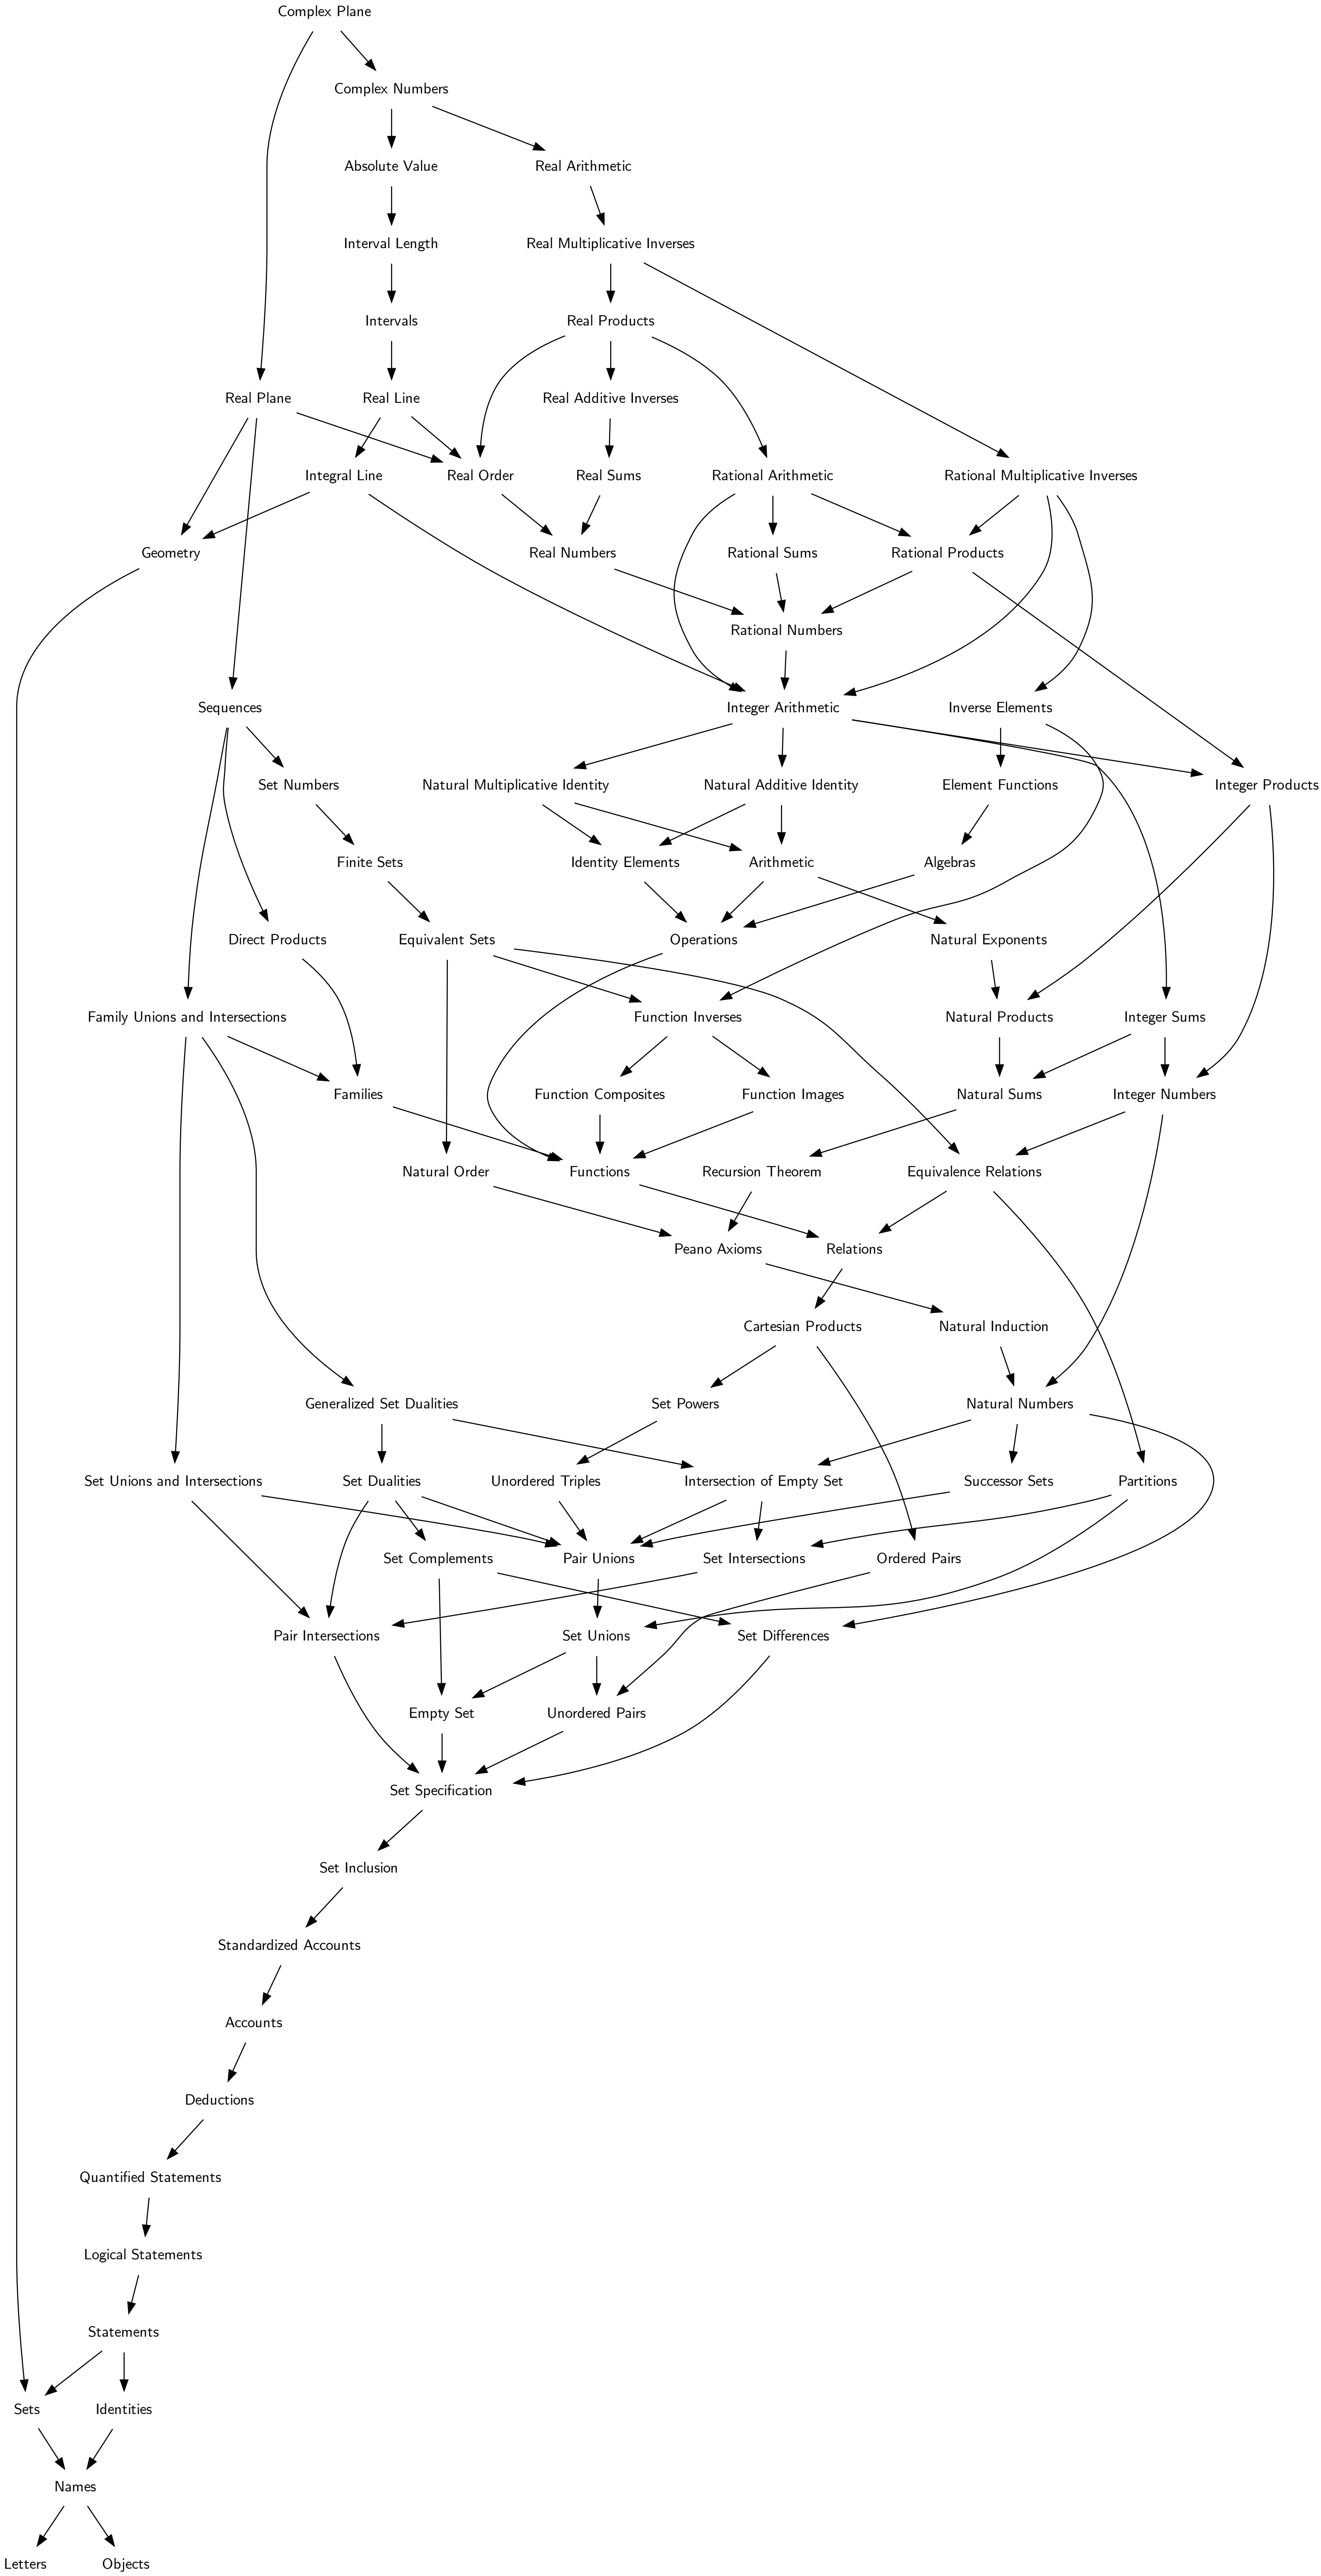 Complex Plane
Complex Numbers
Absolute Value
Real Arithmetic
Interval Length
Real Multiplicative Inverses
Intervals
Real Products
Real Plane
Real Line
Real Additive Inverses
Integral Line
Real Order
Real Sums
Rational Arithmetic
Rational Multiplicative Inverses
Geometry
Real Numbers
Rational Sums
Rational Products
Rational Numbers
Sequences
Integer Arithmetic
Inverse Elements
Set Numbers
Natural Multiplicative Identity
Natural Additive Identity
Element Functions
Integer Products
Finite Sets
Identity Elements
Arithmetic
Algebras
Direct Products
Equivalent Sets
Operations
Natural Exponents
Family Unions and Intersections
Function Inverses
Natural Products
Integer Sums
Families
Function Composites
Function Images
Natural Sums
Integer Numbers
Natural Order
Functions
Recursion Theorem
Equivalence Relations
Peano Axioms
Relations
Cartesian Products
Natural Induction
Generalized Set Dualities
Set Powers
Natural Numbers
Set Unions and Intersections
Set Dualities
Unordered Triples
Intersection of Empty Set
Successor Sets
Partitions
Set Complements
Pair Unions
Set Intersections
Ordered Pairs
Pair Intersections
Set Unions
Set Differences
Empty Set
Unordered Pairs
Set Specification
Set Inclusion
Standardized Accounts
Accounts
Deductions
Quantified Statements
Logical Statements
Statements
Sets
Identities
Names
Letters
Objects